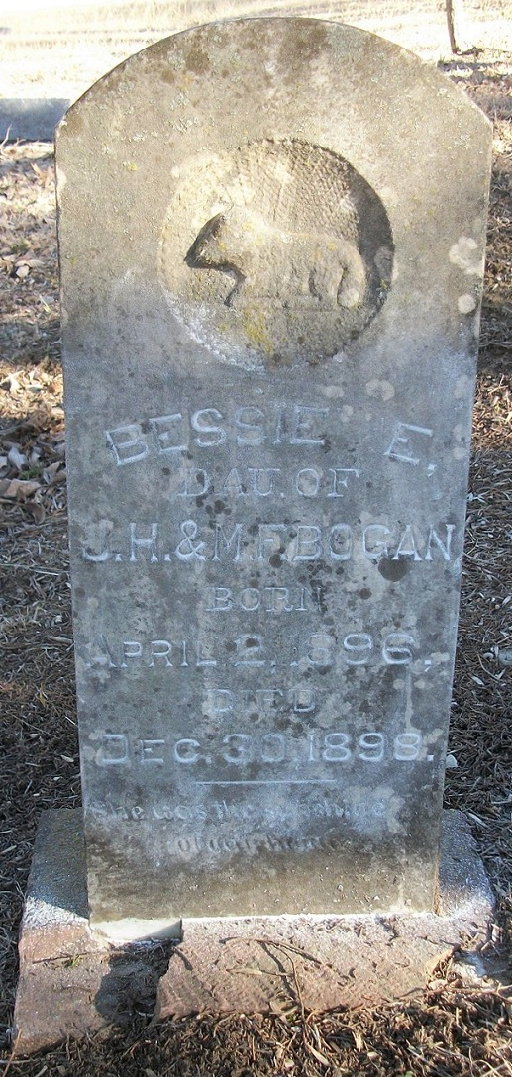 BESSIE E.
DAU. OF
J.H. & M.F. BOGAN
BORN
APRIL 2, 1896,
DIED
DEC. 30, 1898.
She was the sunshine
of our home